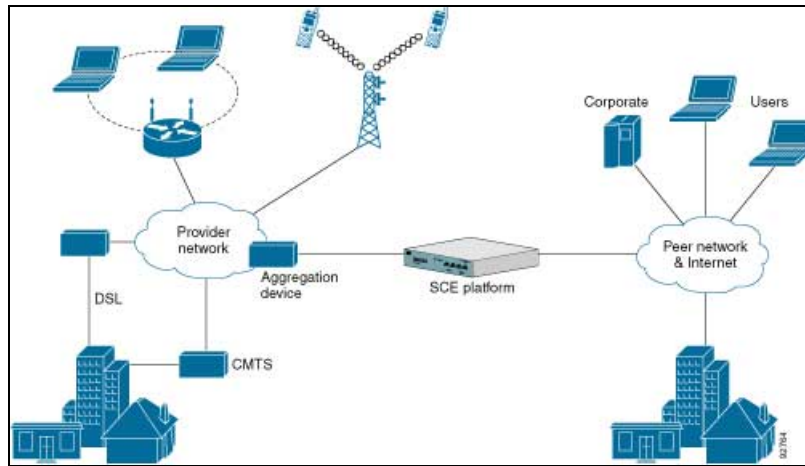 Corporate
Users
Provider
network
Peer network
& Internet
Aggregation
device
SCE platform
DSL
CMTS
92764